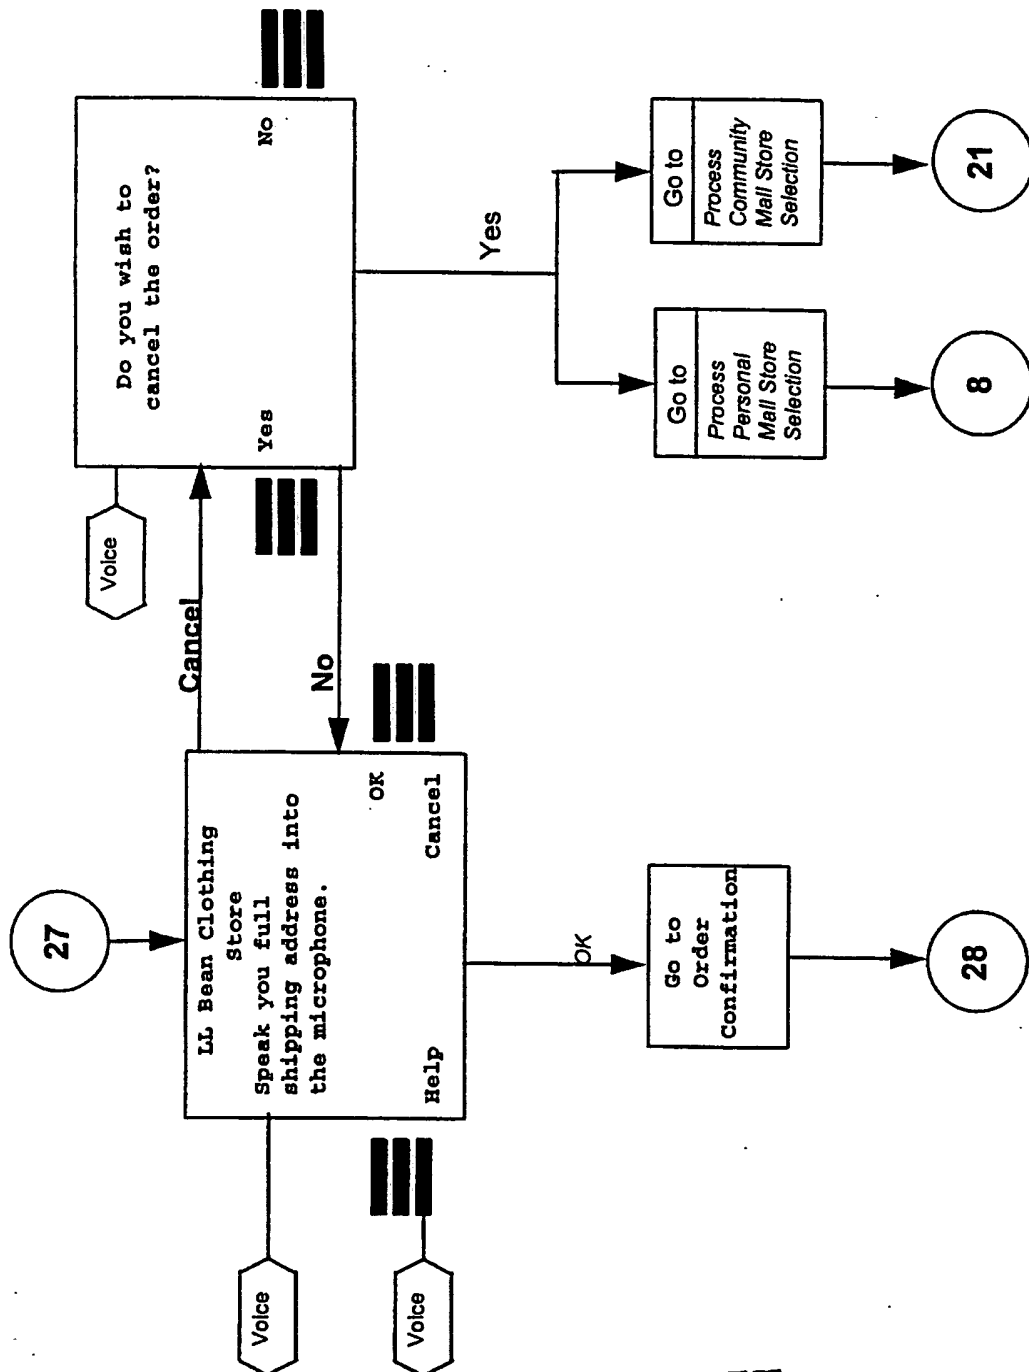 27
LL Bean Clothing
Store
Speak you full
shipping address into
the microphone.
OK
Help
Cancel
Voice
Voice
Cancel
No
OK
Go to
Order
Confirmation
28
Voice
Do you wish to
cancel the order?
Yes
No
Yes
Go to
Process
Personal
Mall Store
Selection
8
Go to
Process
Community
Mall Store
Selection
21